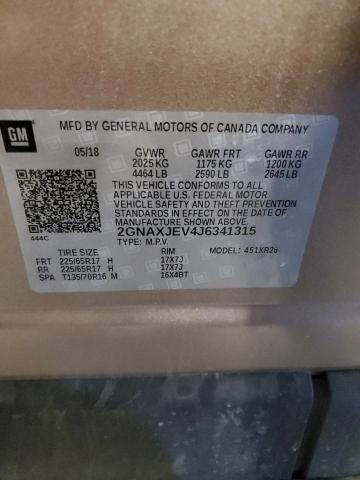 GM
MFD BY GENERAL MOTORS OF CANADA COMPANY
05/18 GVWR GAWR FRT GAWR RR
2025 KG 1175 KG 1200 KG
4464 LB 2590 LB 2645 LB
THIS VEHICLE CONFORMS TO ALL
APPLICABLE U.S. FEDERAL MOTOR
VEHICLE SAFETY AND THEFT
PREVENTION STANDARDS IN EFFECT
ON THE DATE OF
MANUFACTURE SHOWN ABOVE.
2GNAXJEV4J6341315
444C TYPE: M.P.V.
MODEL: 451XR26
TIRE SIZE RIM
FRT 225/65R17 H 17X7J
RR 225/65R17 H 17X7J
SPA T135/70R16 M 16X4BT